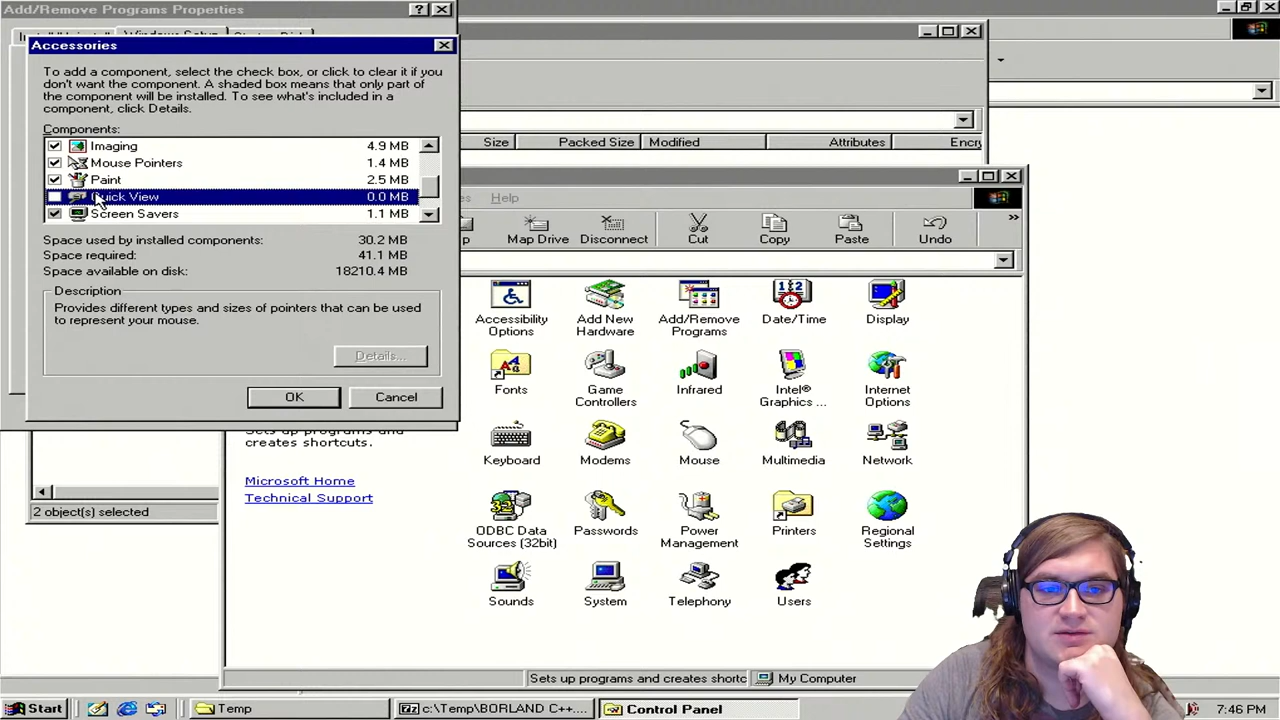 Add/Remove Programs Properties
Windows Setup
Accessories
To add a component, select the check box, or click to clear it if you
don't want the component. A shaded box means that only part of
the component will be installed. To see what's included in a
component, click Details.
Components:
Imaging 4.9 MB
Mouse Pointers 1.4 MB
Paint 2.5 MB
Quick View 0.0 MB
Screen Savers 1.1 MB
Space used by installed components: 30.2 MB
Space required: 41.1 MB
Space available on disk: 18210.4 MB
Description
Provides different types and sizes of pointers that can be used
to represent your mouse.
Details...
OK Cancel
Size Packed Size Modified Attributes
Help
Map Drive Disconnect Cut Copy Paste Undo
Accessibility
Options
Add New
Hardware
Add/Remove
Programs
Date/Time
Display
Fonts
Game
Controllers
Infrared
Intel®
Graphics ...
Internet
Options
Keyboard
Modems
Mouse
Multimedia
Network
ODBC Data
Sources (32bit)
Passwords
Power
Management
Printers
Regional
Settings
Sounds
System
Telephony
Users
Sets up programs and
creates shortcuts.
Microsoft Home
Technical Support
2 object(s) selected
Sets up programs and creates shortc
My Computer
Start
Temp
c:\Temp\BORLAND C++....
Control Panel
7:46 PM